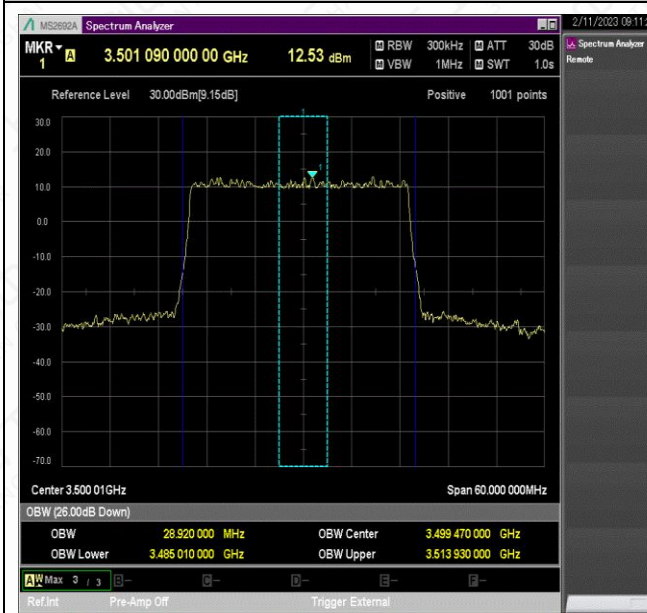 MS2692A Spectrum Analyzer 2/11/2023 09:11:2
MKR 1 A 3.501 090 000 00 GHz 12.53 dBm M RBW 300kHz M ATT 30dB
M VBW 1MHz M SWT 1.0s
Spectrum Analyzer
Remote
Reference Level 30.00dBm[9.15dB] Positive 1001 points
1
30.0
20.0
1
10.0
0.0
-10.0
-20.0
-30.0
-40.0
-50.0
-60.0
-70.0
Center 3.500 01GHz Span 60.000 000MHz
OBW (26.00dB Down)
OBW 28.920 000 MHz OBW Center 3.499 470 000 GHz
OBW Lower 3.485 010 000 GHz OBW Upper 3.513 930 000 GHz
A W Max 3 / 3 B- C- D- E- F-
Ref.Int Pre-Amp Off Trigger External